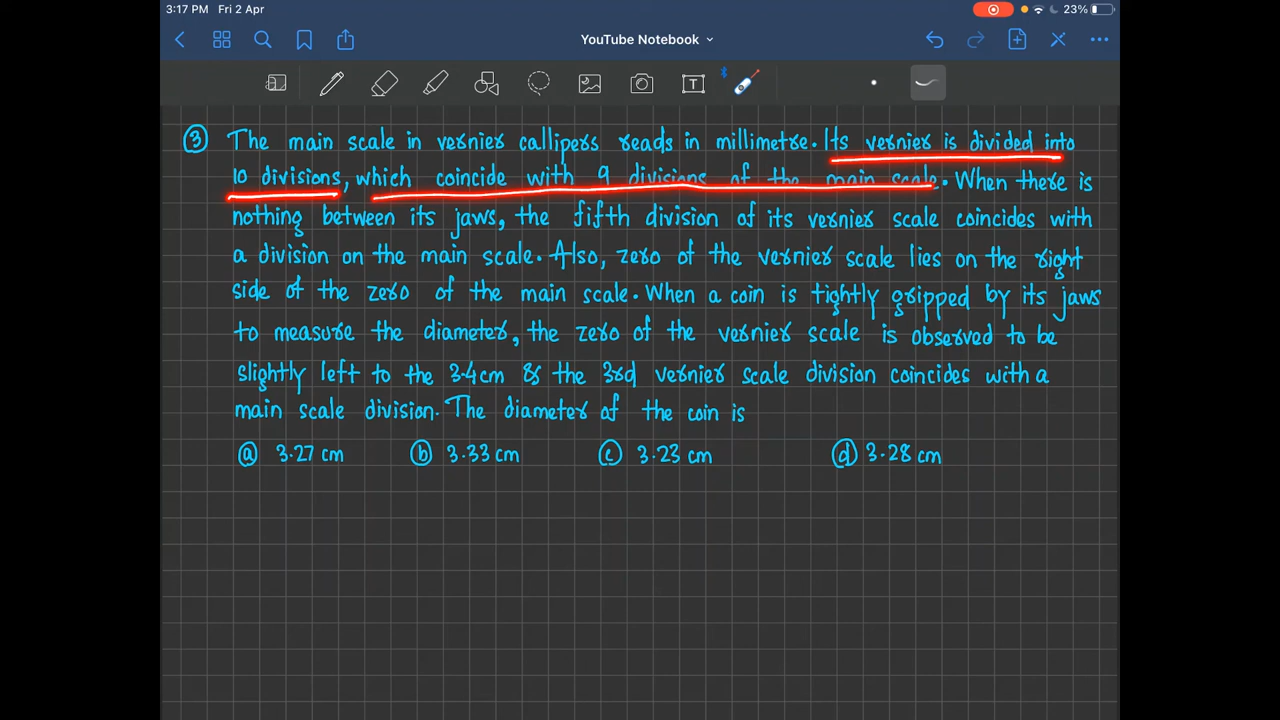 3:17 PM Fri 2 Apr
23%
YouTube Notebook
T
③ The main scale in vernier callipers reads in millimetre. Its vernier is divided into
10 divisions, which coincide with 9 divisions of the main scale. When there is
nothing between its jaws, the fifth division of its vernier scale coincides with
a division on the main scale. Also, zero of the vernier scale lies on the right
side of the zero of the main scale. When a coin is tightly gripped by its jaws
to measure the diameter, the zero of the vernier scale is observed to be
slightly left to the 3.4cm & the 3rd vernier scale division coincides with a
main scale division. The diameter of the coin is
ⓐ 3.27 cm ⓑ 3.33 cm ⓒ 3.23 cm ⓓ 3.28 cm